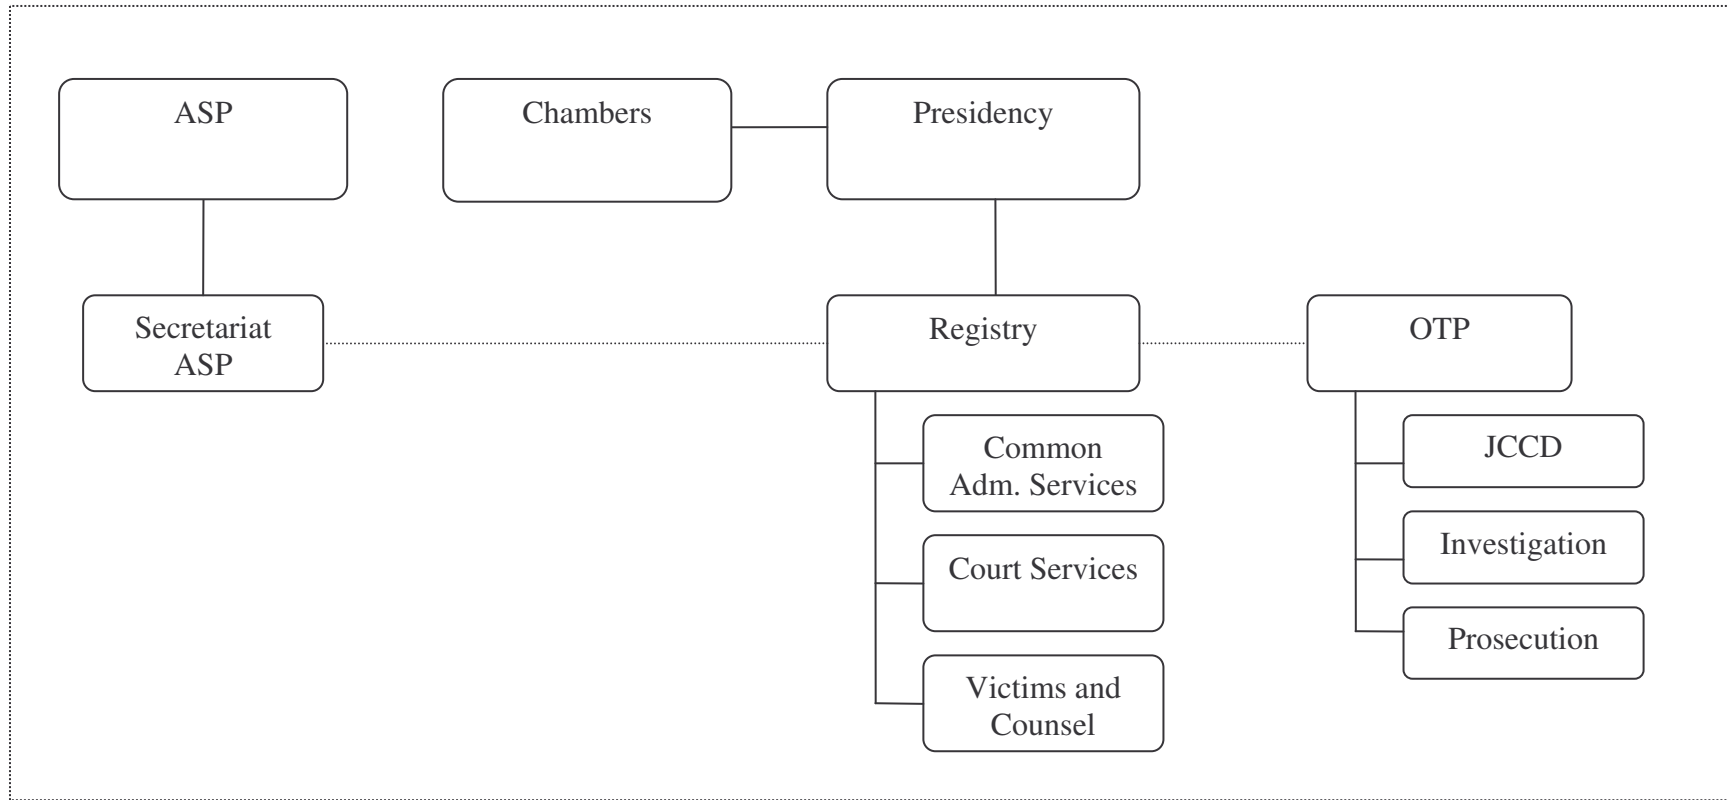 ASP
Chambers
Presidency
Secretariat
ASP
Registry
OTP
Common
Adm. Services
Court Services
Victims and
Counsel
JCCD
Investigation
Prosecution